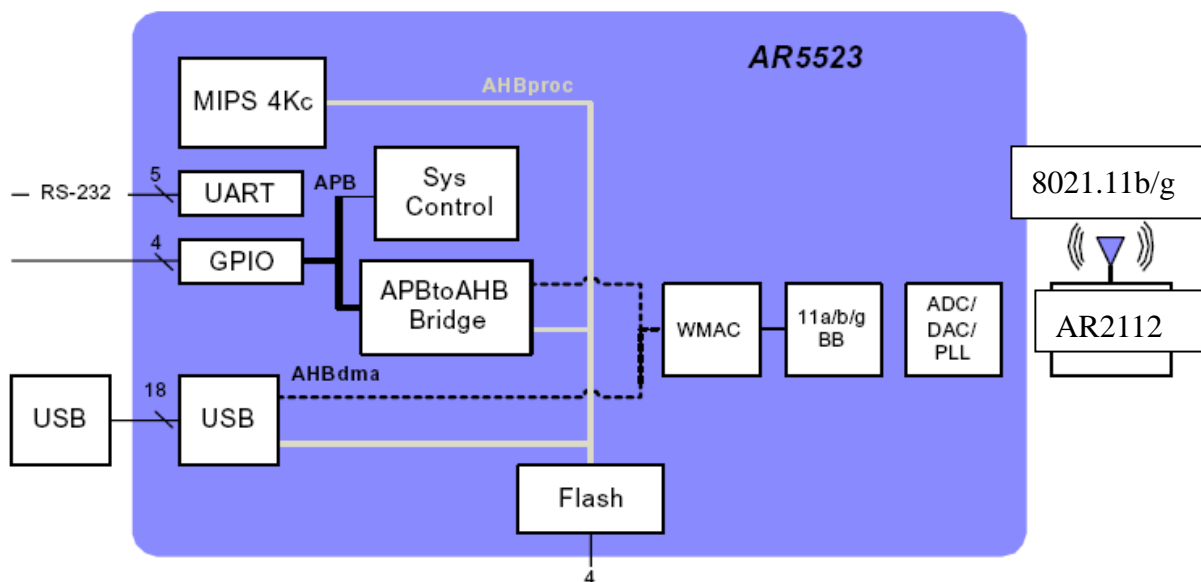 AR5523
MIPS 4Kc
AHBproc
RS-232
5
UART
APB
Sys
Control
8021.11b/g
4
GPIO
APBtoAHB
Bridge
WMAC
11a/b/g
BB
ADC/
DAC/
PLL
AR2112
AHBdma
USB
18
USB
Flash
4